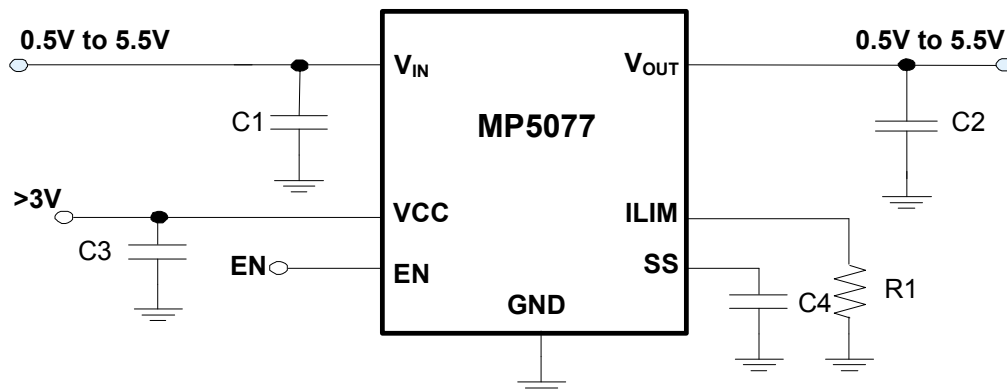 0.5V to 5.5V
0.5V to 5.5V
VIN
VOUT
C1
MP5077
C2
>3V
VCC
ILIM
C3
EN
EN
SS
C4
R1
GND